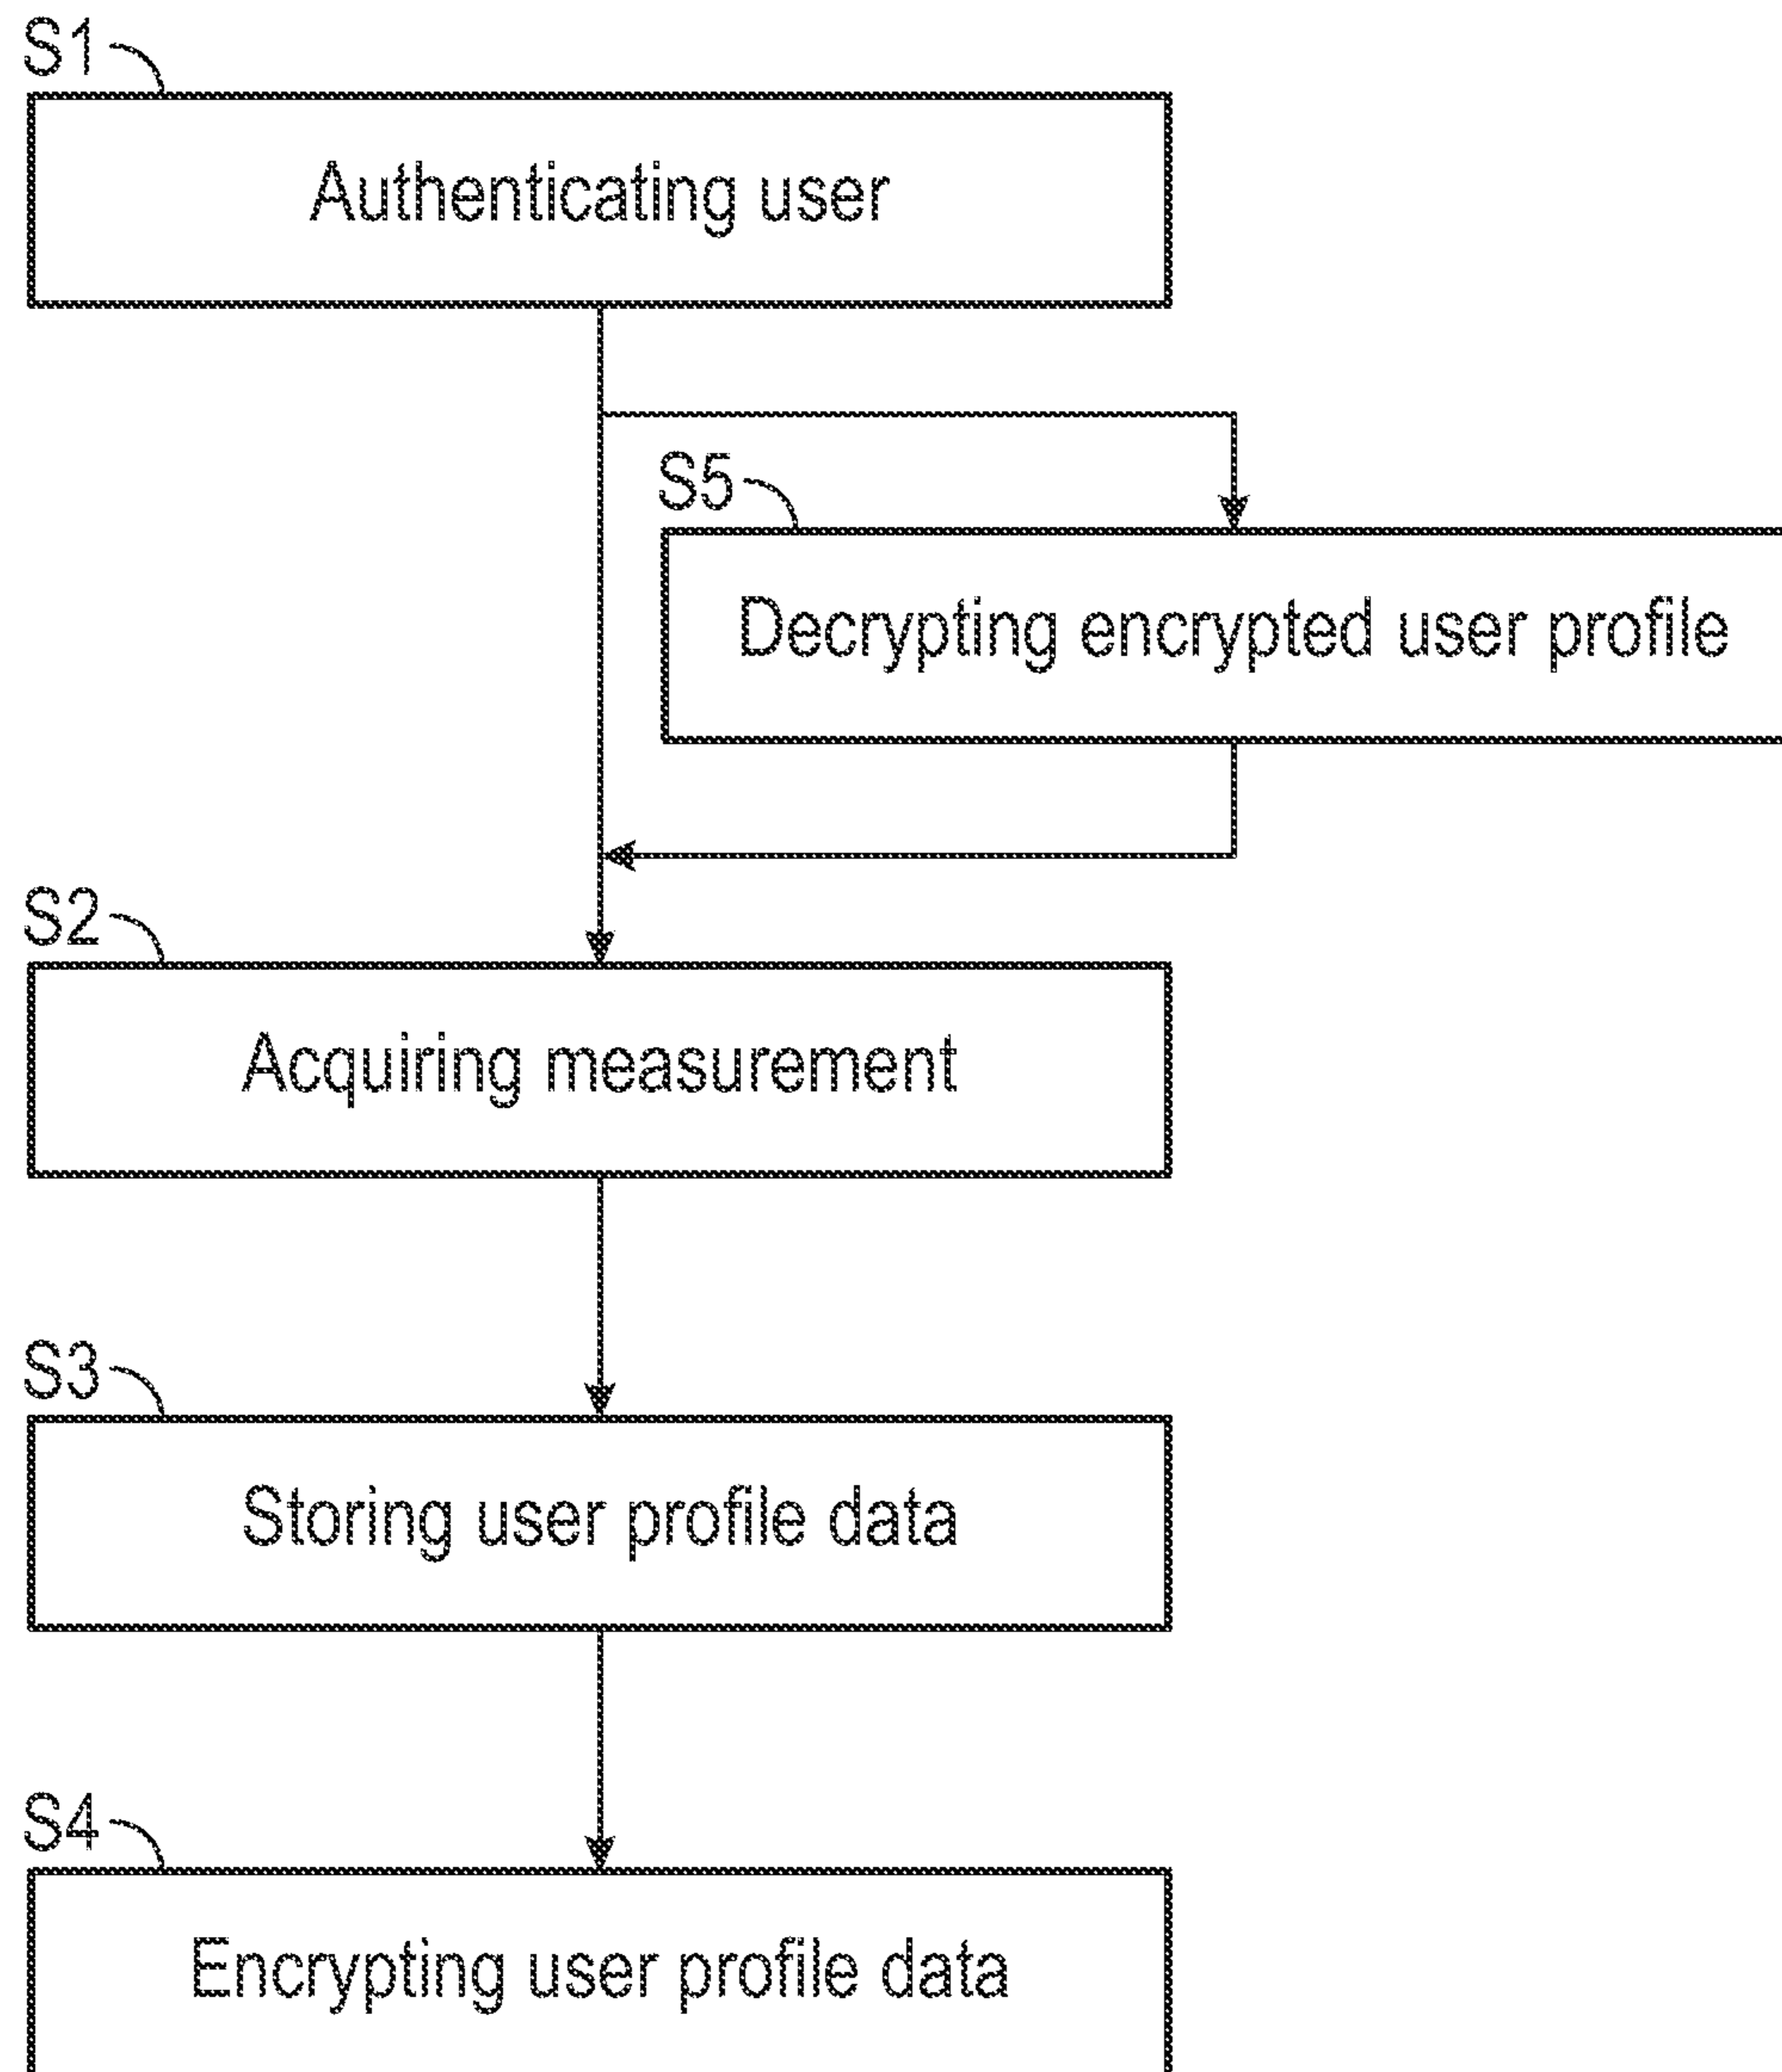 S1
Authenticating user
S5
Decrypting encrypted user profile
S2
Acquiring measurement
S3
Storing user profile data
S4
Encrypting user profile data